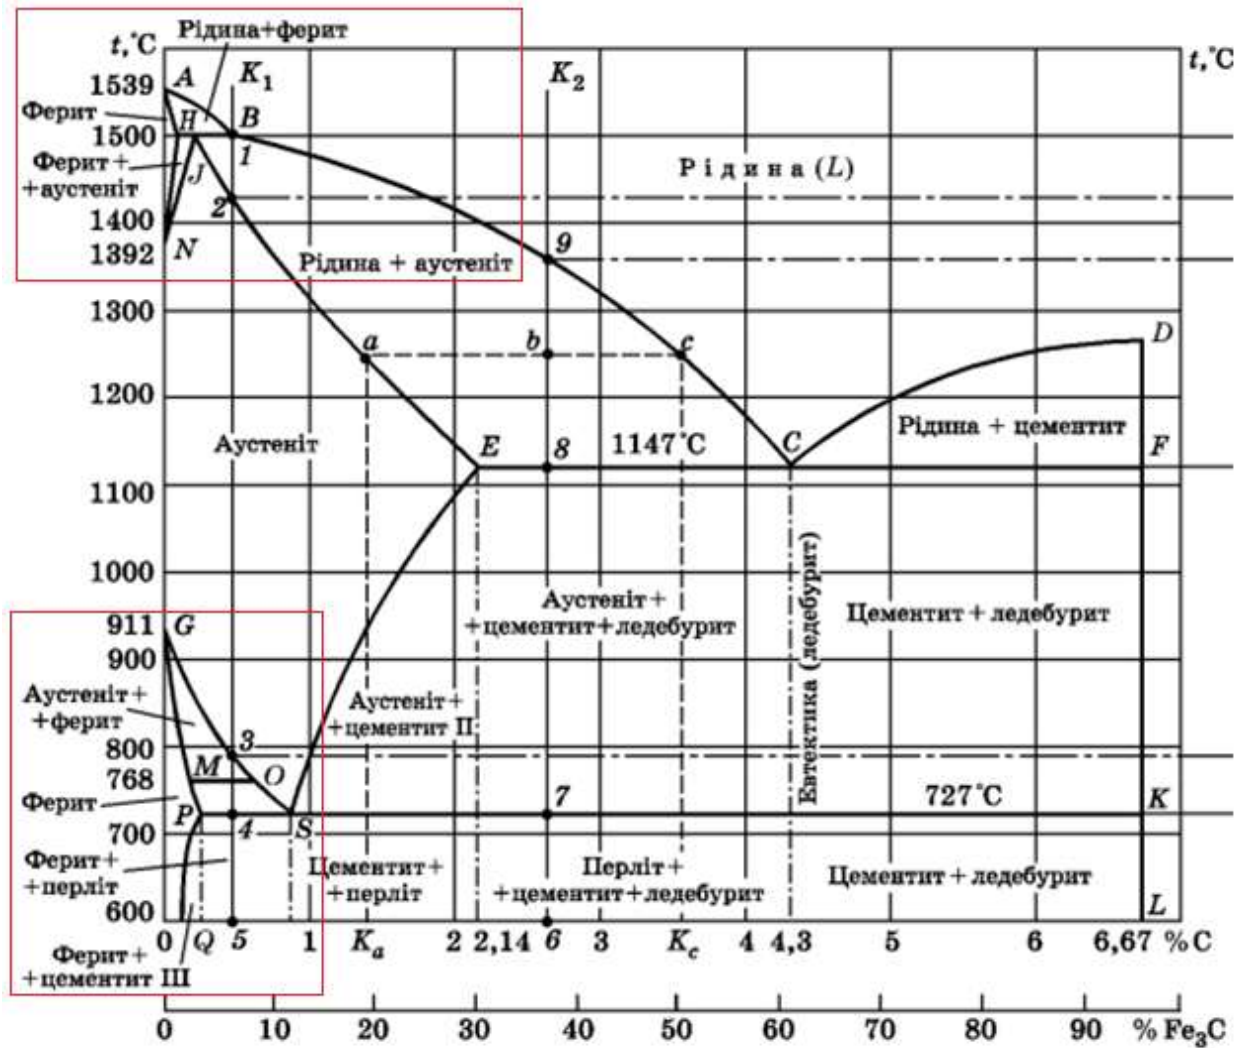 Рідина+ферит
t,°C
K₁
K₂
t,°C
1539
A
Ферит
H
B
1500
1
Ферит+
+аустеніт
J
Рідина (L)
2
1400
1392
N
9
Рідина + аустеніт
1300
a
b
c
D
1200
Рідина + цементит
Аустеніт
E
8
1147°C
C
F
1100
1000
Аустеніт+
+цементит+ледебурит
Цементит + ледебурит
Евтектика (ледебурит)
911
G
900
Аустеніт+
+ферит
Аустеніт+
+цементит II
800
3
768
M
O
Ферит
P
4
S
7
727°C
K
700
Ферит+
+перліт
Цементит+
+перліт
Перліт+
+цементит+ледебурит
Цементит + ледебурит
600
L
0 Q 5 1 Kₐ 2 2,14 6 3 K𝒸 4 4,3 5 6 6,67 % C
Ферит+
+цементит III
0 10 20 30 40 50 60 70 80 90 % Fe₃C